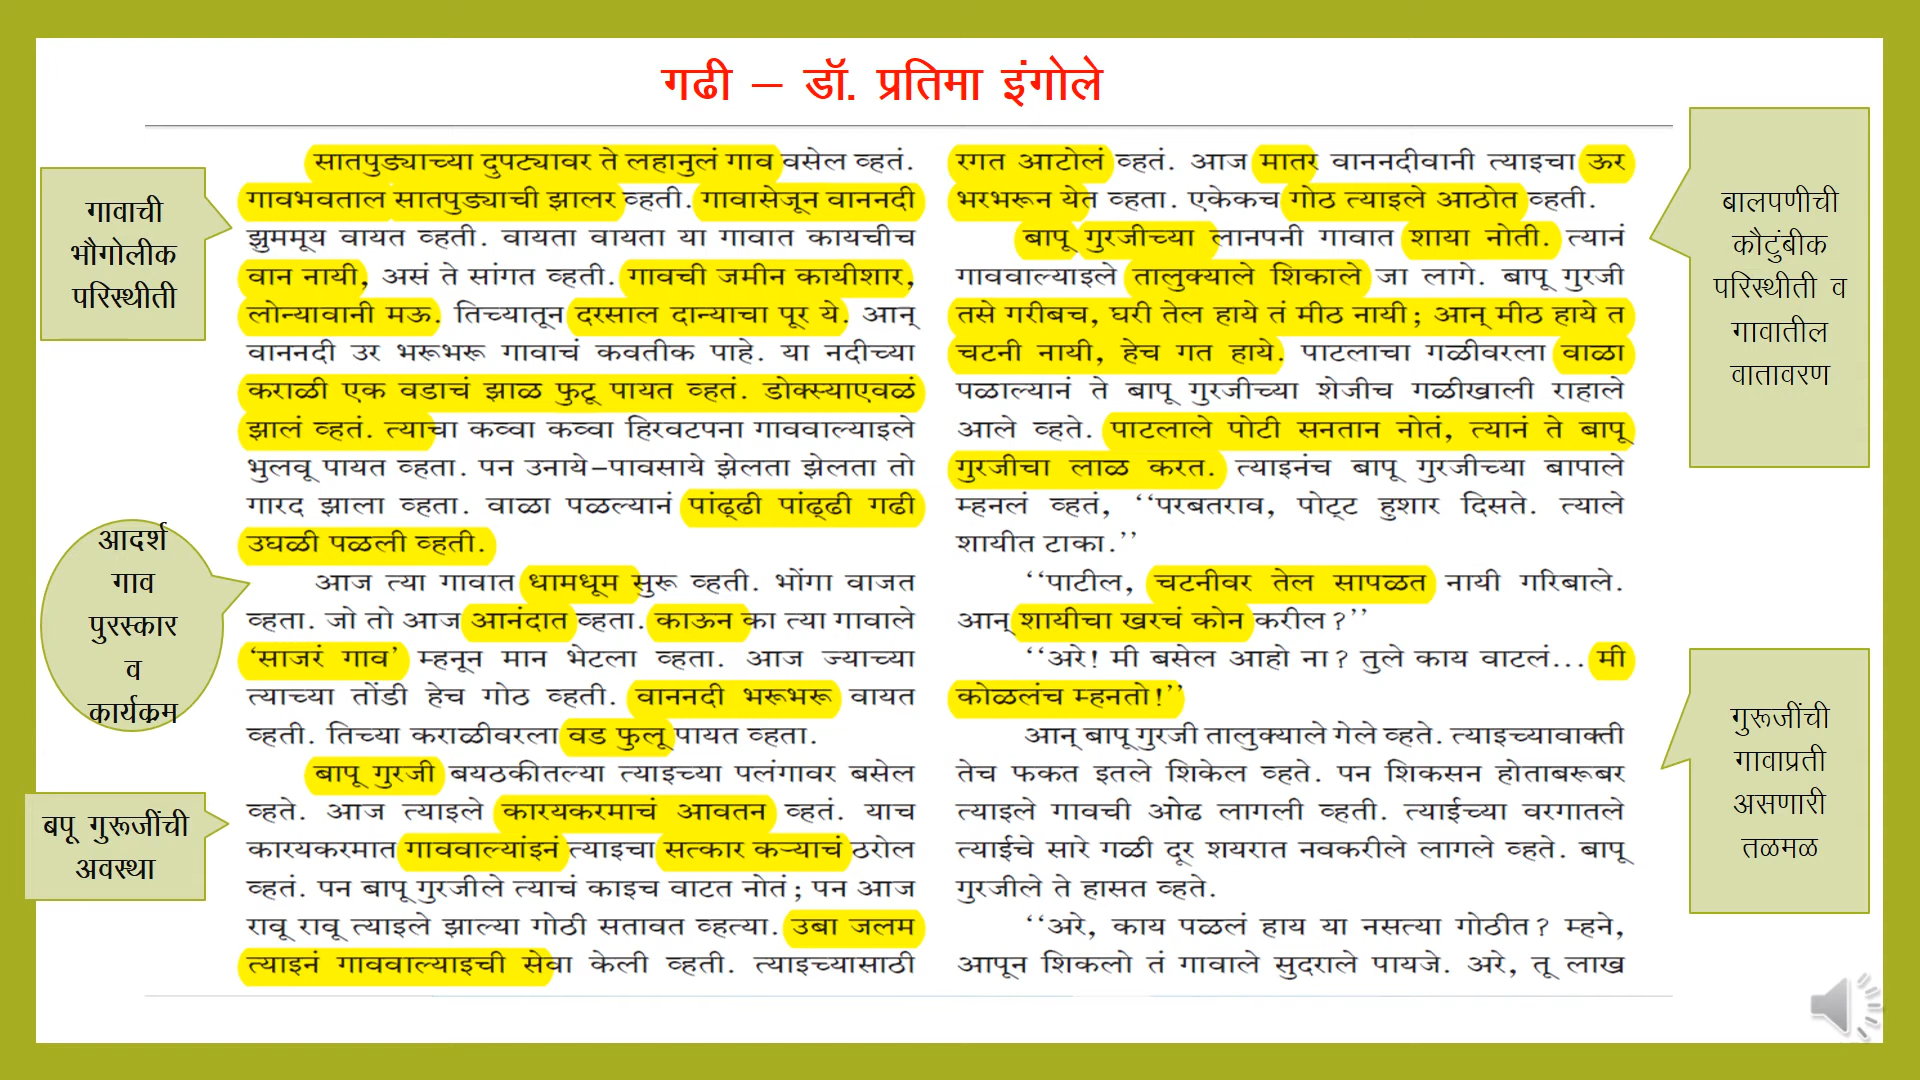 गढी – डॉ. प्रतिमा इंगोले
गावाची
भौगोलीक
परिस्थीती
आदर्श
गाव
पुरस्कार
व
कार्यकम
बपू गुरूजींची
अवस्था
सातपुड्याच्या दुपट्यावर ते लहानुलं गाव वसेल व्हतं.
गावभवताल सातपुड्याची झालर व्हती. गावासेजून वाननदी
झुममूय वायत व्हती. वायता वायता या गावात कायचीच
वान नायी, असं ते सांगत व्हती. गावची जमीन कायीशार,
लोन्यावानी मऊ. तिच्यातून दरसाल दान्याचा पूर ये. आन्
वाननदी उर भरूभरू गावाचं कवतीक पाहे. या नदीच्या
कराळी एक वडाचं झाळ फुटू पायत व्हतं. डोक्स्याएवळं
झालं व्हतं. त्याचा कव्वा कव्वा हिरवटपना गाववाल्याइले
भुलवू पायत व्हता. पन उनाये-पावसाये झेलता झेलता तो
गारद झाला व्हता. वाळा पळल्यानं पांढ्ढी पांढ्ढी गढी
उघळी पळली व्हती.
आज त्या गावात धामधूम सुरू व्हती. भोंगा वाजत
व्हता. जो तो आज आनंदात व्हता. काऊन का त्या गावाले
‘साजरं गाव’ म्हनून मान भेटला व्हता. आज ज्याच्या
त्याच्या तोंडी हेच गोठ व्हती. वाननदी भरूभरू वायत
व्हती. तिच्या कराळीवरला वड फुलू पायत व्हता.
बापू गुरजी बयठकीतल्या त्याइच्या पलंगावर बसेल
व्हते. आज त्याइले कारयकरमाचं आवतन व्हतं. याच
कारयकरमात गाववाल्यांइनं त्याइचा सत्कार कऱ्याचं ठरोल
व्हतं. पन बापू गुरजीले त्याचं काइच वाटत नोतं; पन आज
रावू रावू त्याइले झाल्या गोठी सतावत व्हत्या. उबा जलम
त्याइनं गाववाल्याइची सेवा केली व्हती. त्याइच्यासाठी
रगत आटोलं व्हतं. आज मातर वाननदीवानी त्याइचा ऊर
भरभरून येत व्हता. एकेकच गोठ त्याइले आठोत व्हती.
बापू गुरजीच्या लानपनी गावात शाया नोती. त्यानं
गाववाल्याइले तालुक्याले शिकाले जा लागे. बापू गुरजी
तसे गरीबच, घरी तेल हाये तं मीठ नायी; आन् मीठ हाये त
चटनी नायी, हेच गत हाये. पाटलाचा गळीवरला वाळा
पळाल्यानं ते बापू गुरजीच्या शेजीच गळीखाली राहाले
आले व्हते. पाटलाले पोटी सनतान नोतं, त्यानं ते बापू
गुरजीचा लाळ करत. त्याइनंच बापू गुरजीच्या बापाले
म्हनलं व्हतं, ‘‘परबतराव, पोट्ट हुशार दिसते. त्याले
शायीत टाका.’’
‘‘पाटील, चटनीवर तेल सापळत नायी गरिबाले.
आन् शायीचा खरचं कोन करील?’’
‘‘अरे! मी बसेल आहो ना? तुले काय वाटलं... मी
कोळलंच म्हनतो!’’
आन् बापू गुरजी तालुक्याले गेले व्हते. त्याइच्यावाक्ती
तेच फकत इतले शिकेल व्हते. पन शिकसन होताबरूबर
त्याइले गावची ओढ लागली व्हती. त्याईच्या वरगातले
त्याईचे सारे गळी दूर शयरात नवकरीले लागले व्हते. बापू
गुरजीले ते हासत व्हते.
‘‘अरे, काय पळलं हाय या नसत्या गोठीत? म्हने,
आपून शिकलो तं गावाले सुदराले पायजे. अरे, तू लाख
बालपणीची
कौटुंबीक
परिस्थीती व
गावातील
वातावरण
गुरूजींची
गावाप्रती
असणारी
तळमळ